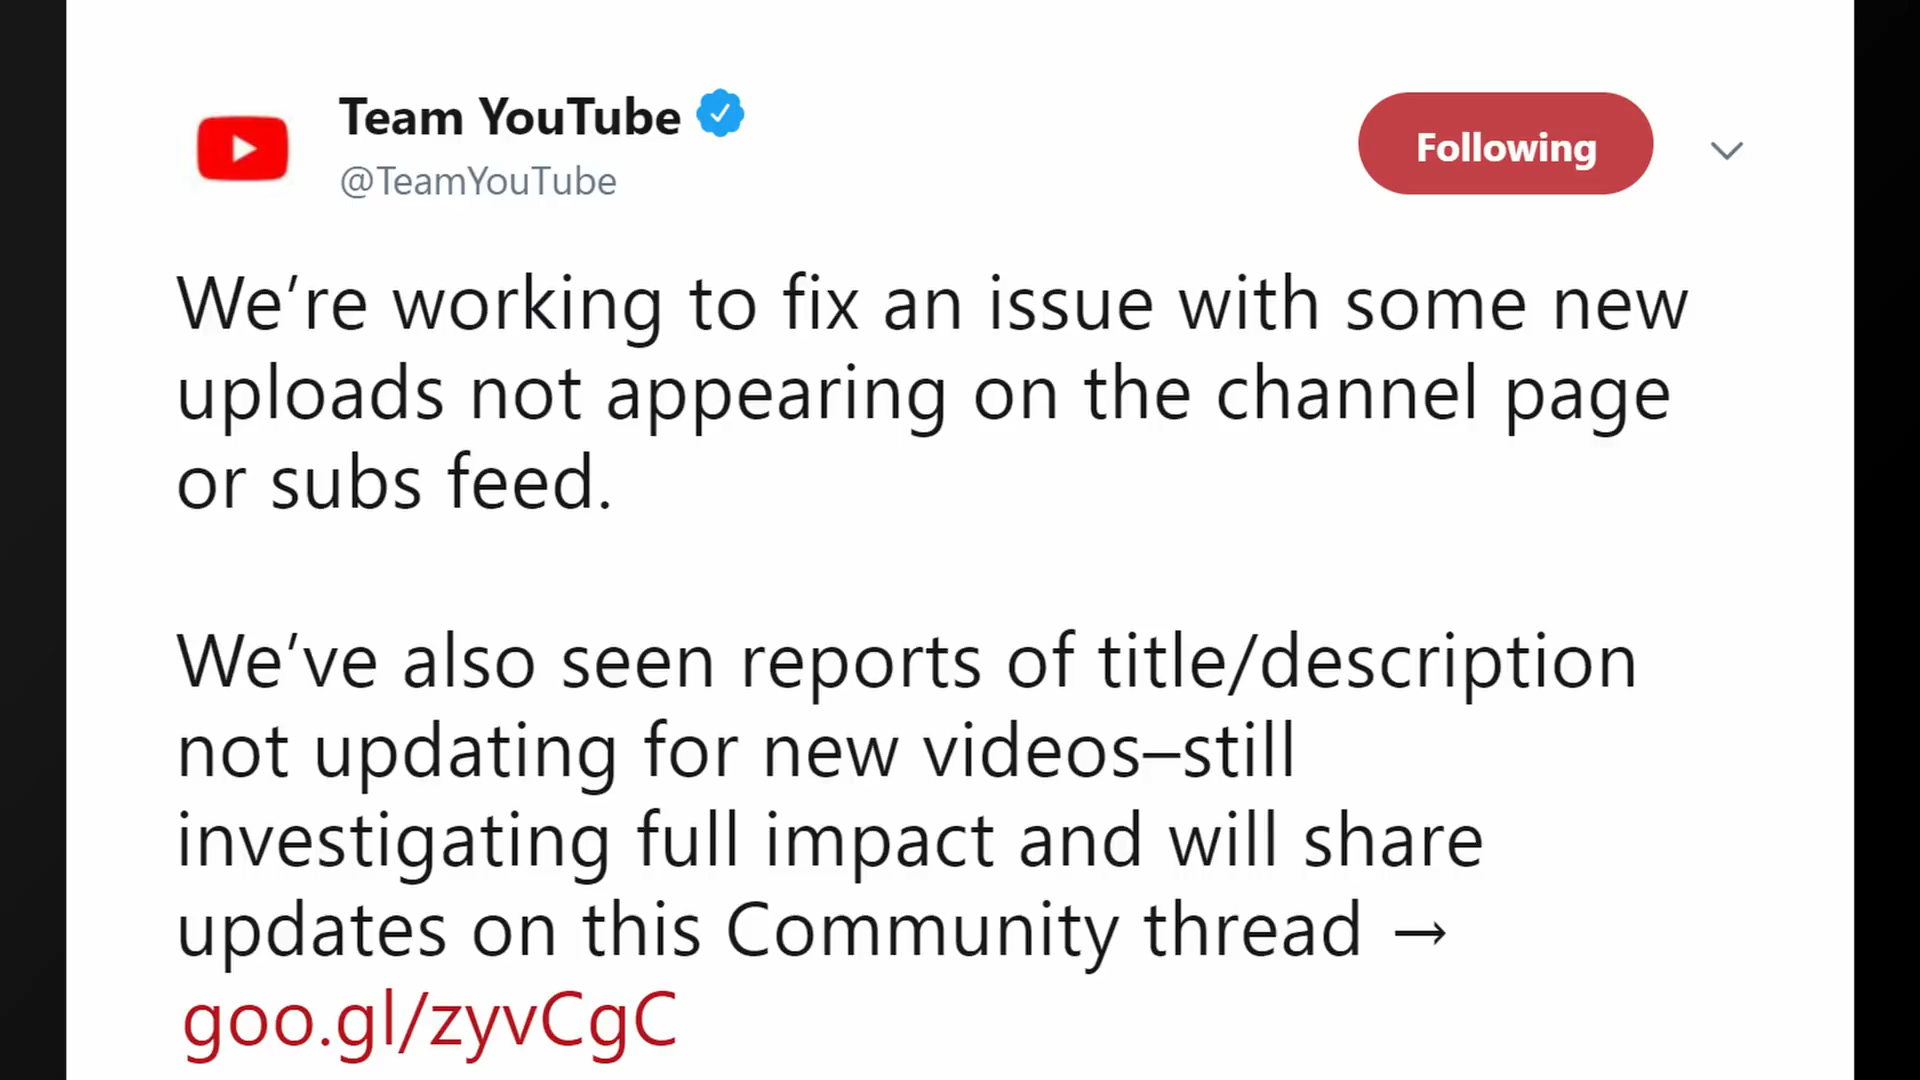 Team YouTube
@TeamYouTube
Following
We’re working to fix an issue with some new
uploads not appearing on the channel page
or subs feed.
We’ve also seen reports of title/description
not updating for new videos–still
investigating full impact and will share
updates on this Community thread →
goo.gl/zyvCgC